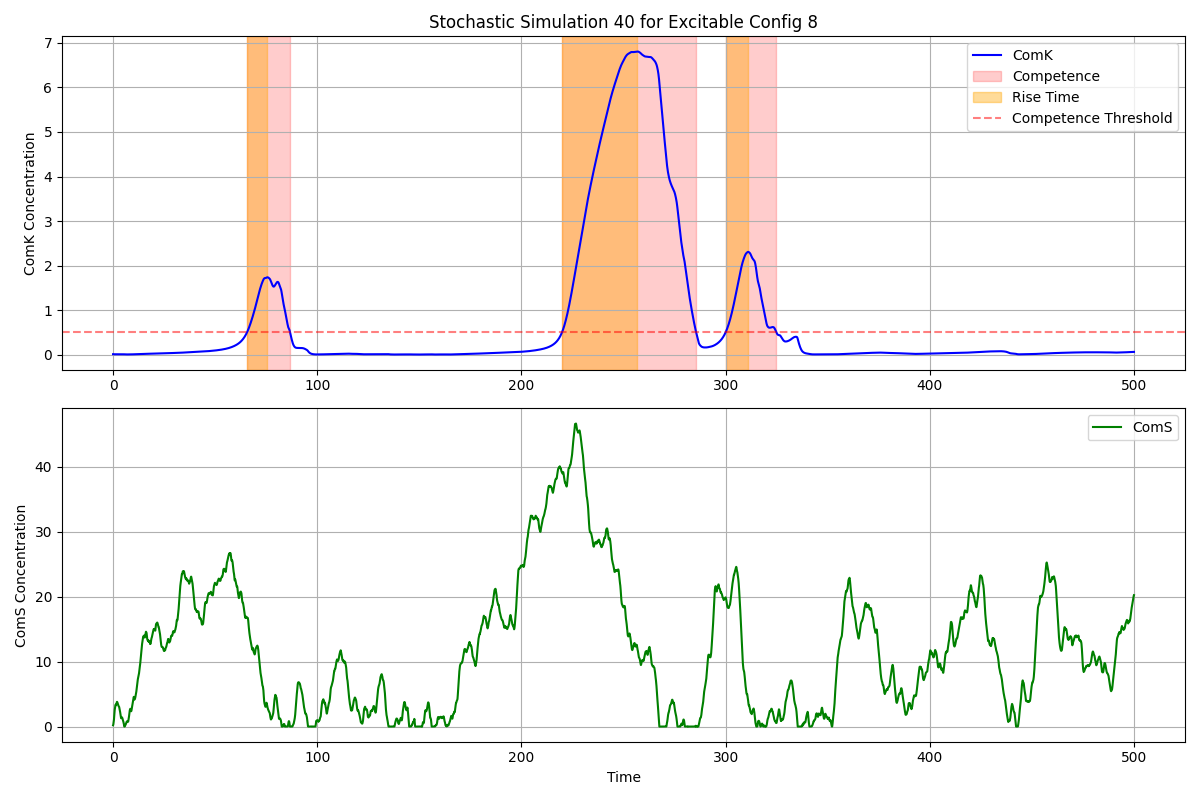 Stochastic Simulation 40 for Excitable Config 8
ComK Concentration
7
6
5
4
3
2
1
0
0 100 200 300 400 500
ComK
Competence
Rise Time
Competence Threshold
ComS Concentration
40
30
20
10
0
0 100 200 300 400 500
ComS
Time